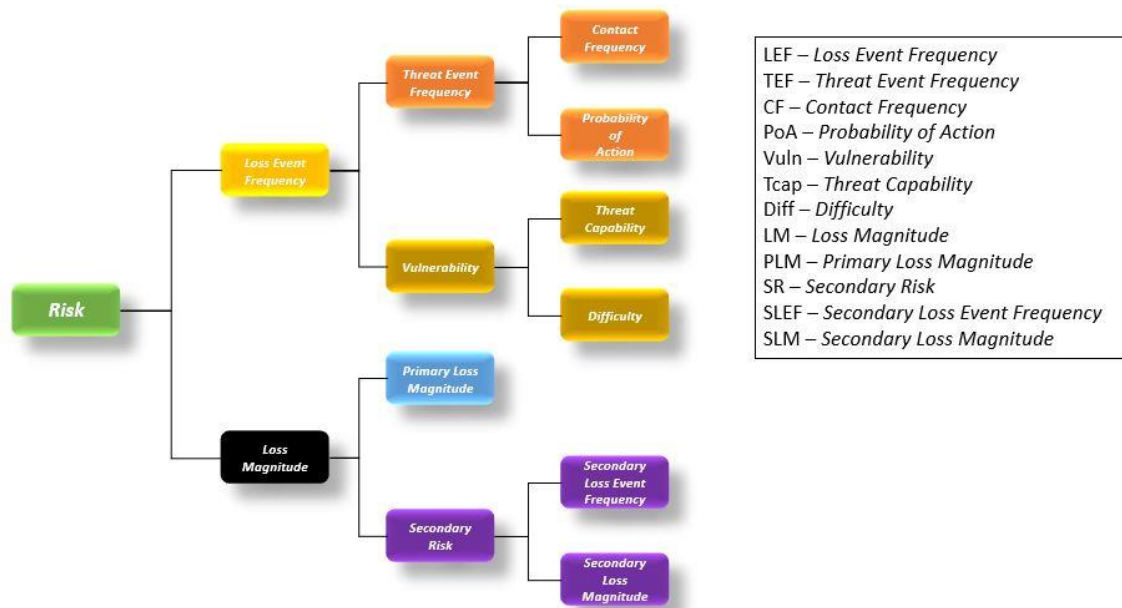 Contact
Frequency
Threat Event
Frequency
Probability
of
Action
Loss Event
Frequency
Threat
Capability
Vulnerability
Difficulty
Risk
Primary Loss
Magnitude
Loss
Magnitude
Secondary
Loss Event
Frequency
Secondary
Risk
Secondary
Loss
Magnitude
LEF – Loss Event Frequency
TEF – Threat Event Frequency
CF – Contact Frequency
PoA – Probability of Action
Vuln – Vulnerability
Tcap – Threat Capability
Diff – Difficulty
LM – Loss Magnitude
PLM – Primary Loss Magnitude
SR – Secondary Risk
SLEF – Secondary Loss Event Frequency
SLM – Secondary Loss Magnitude